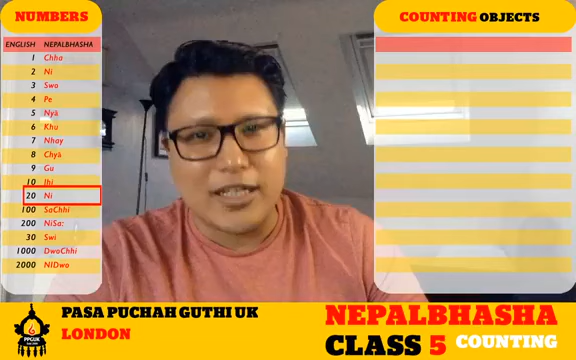 NUMBERS
ENGLISH NEPALBHASHA
1 Chha
2 Ni
3 Swo
4 Pe
5 Nyā
6 Khu
7 Nhay
8 Chyā
9 Gu
10 Jhi
20 Ni
100 SaChhi
200 NiSa:
30 Swi
1000 DwoChhi
2000 NIDwo
COUNTING OBJECTS
PPGUK
PASA PUCHAH GUTHI UK
LONDON
NEPALBHASHA
CLASS 5 COUNTING